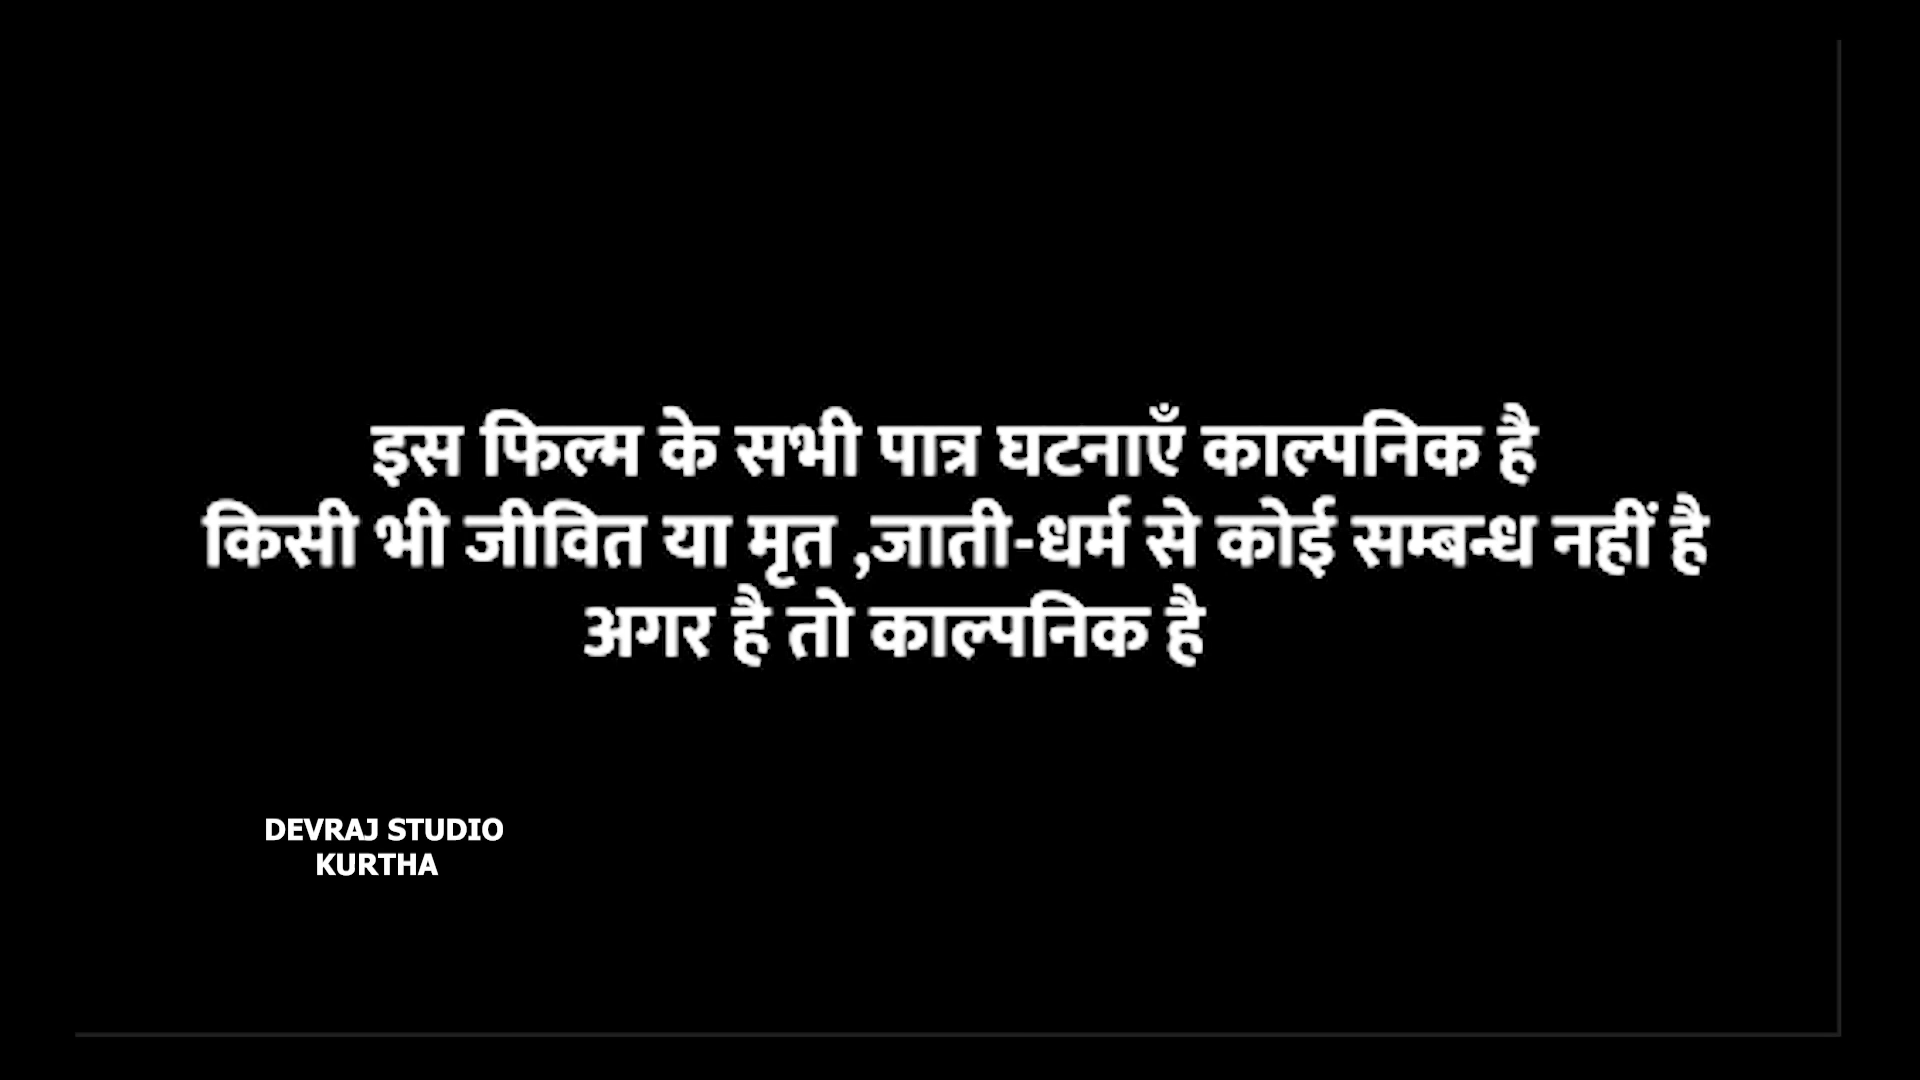 इस फिल्म के सभी पात्र घटनाएँ काल्पनिक है
किसी भी जीवित या मृत ,जाती-धर्म से कोई सम्बन्ध नहीं है
अगर है तो काल्पनिक है
DEVRAJ STUDIO
KURTHA